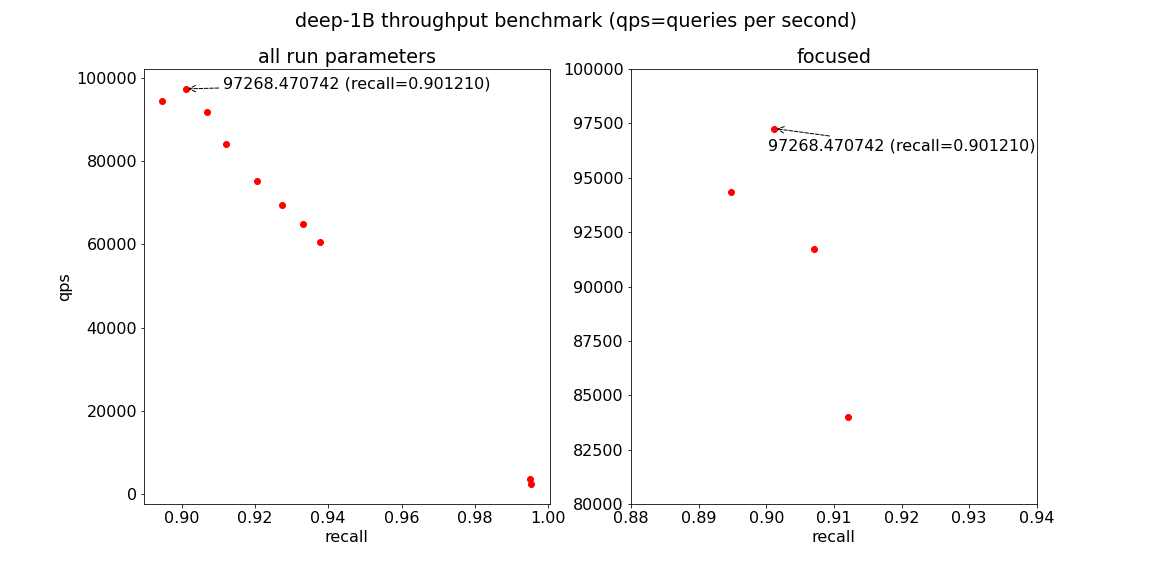 deep-1B throughput benchmark (qps=queries per second)
all run parameters
100000
80000
60000
40000
20000
0
qps
97268.470742 (recall=0.901210)
0.90 0.92 0.94 0.96 0.98 1.00
recall
focused
100000
97500
95000
92500
90000
87500
85000
82500
80000
97268.470742 (recall=0.901210)
0.88 0.89 0.90 0.91 0.92 0.93 0.94
recall